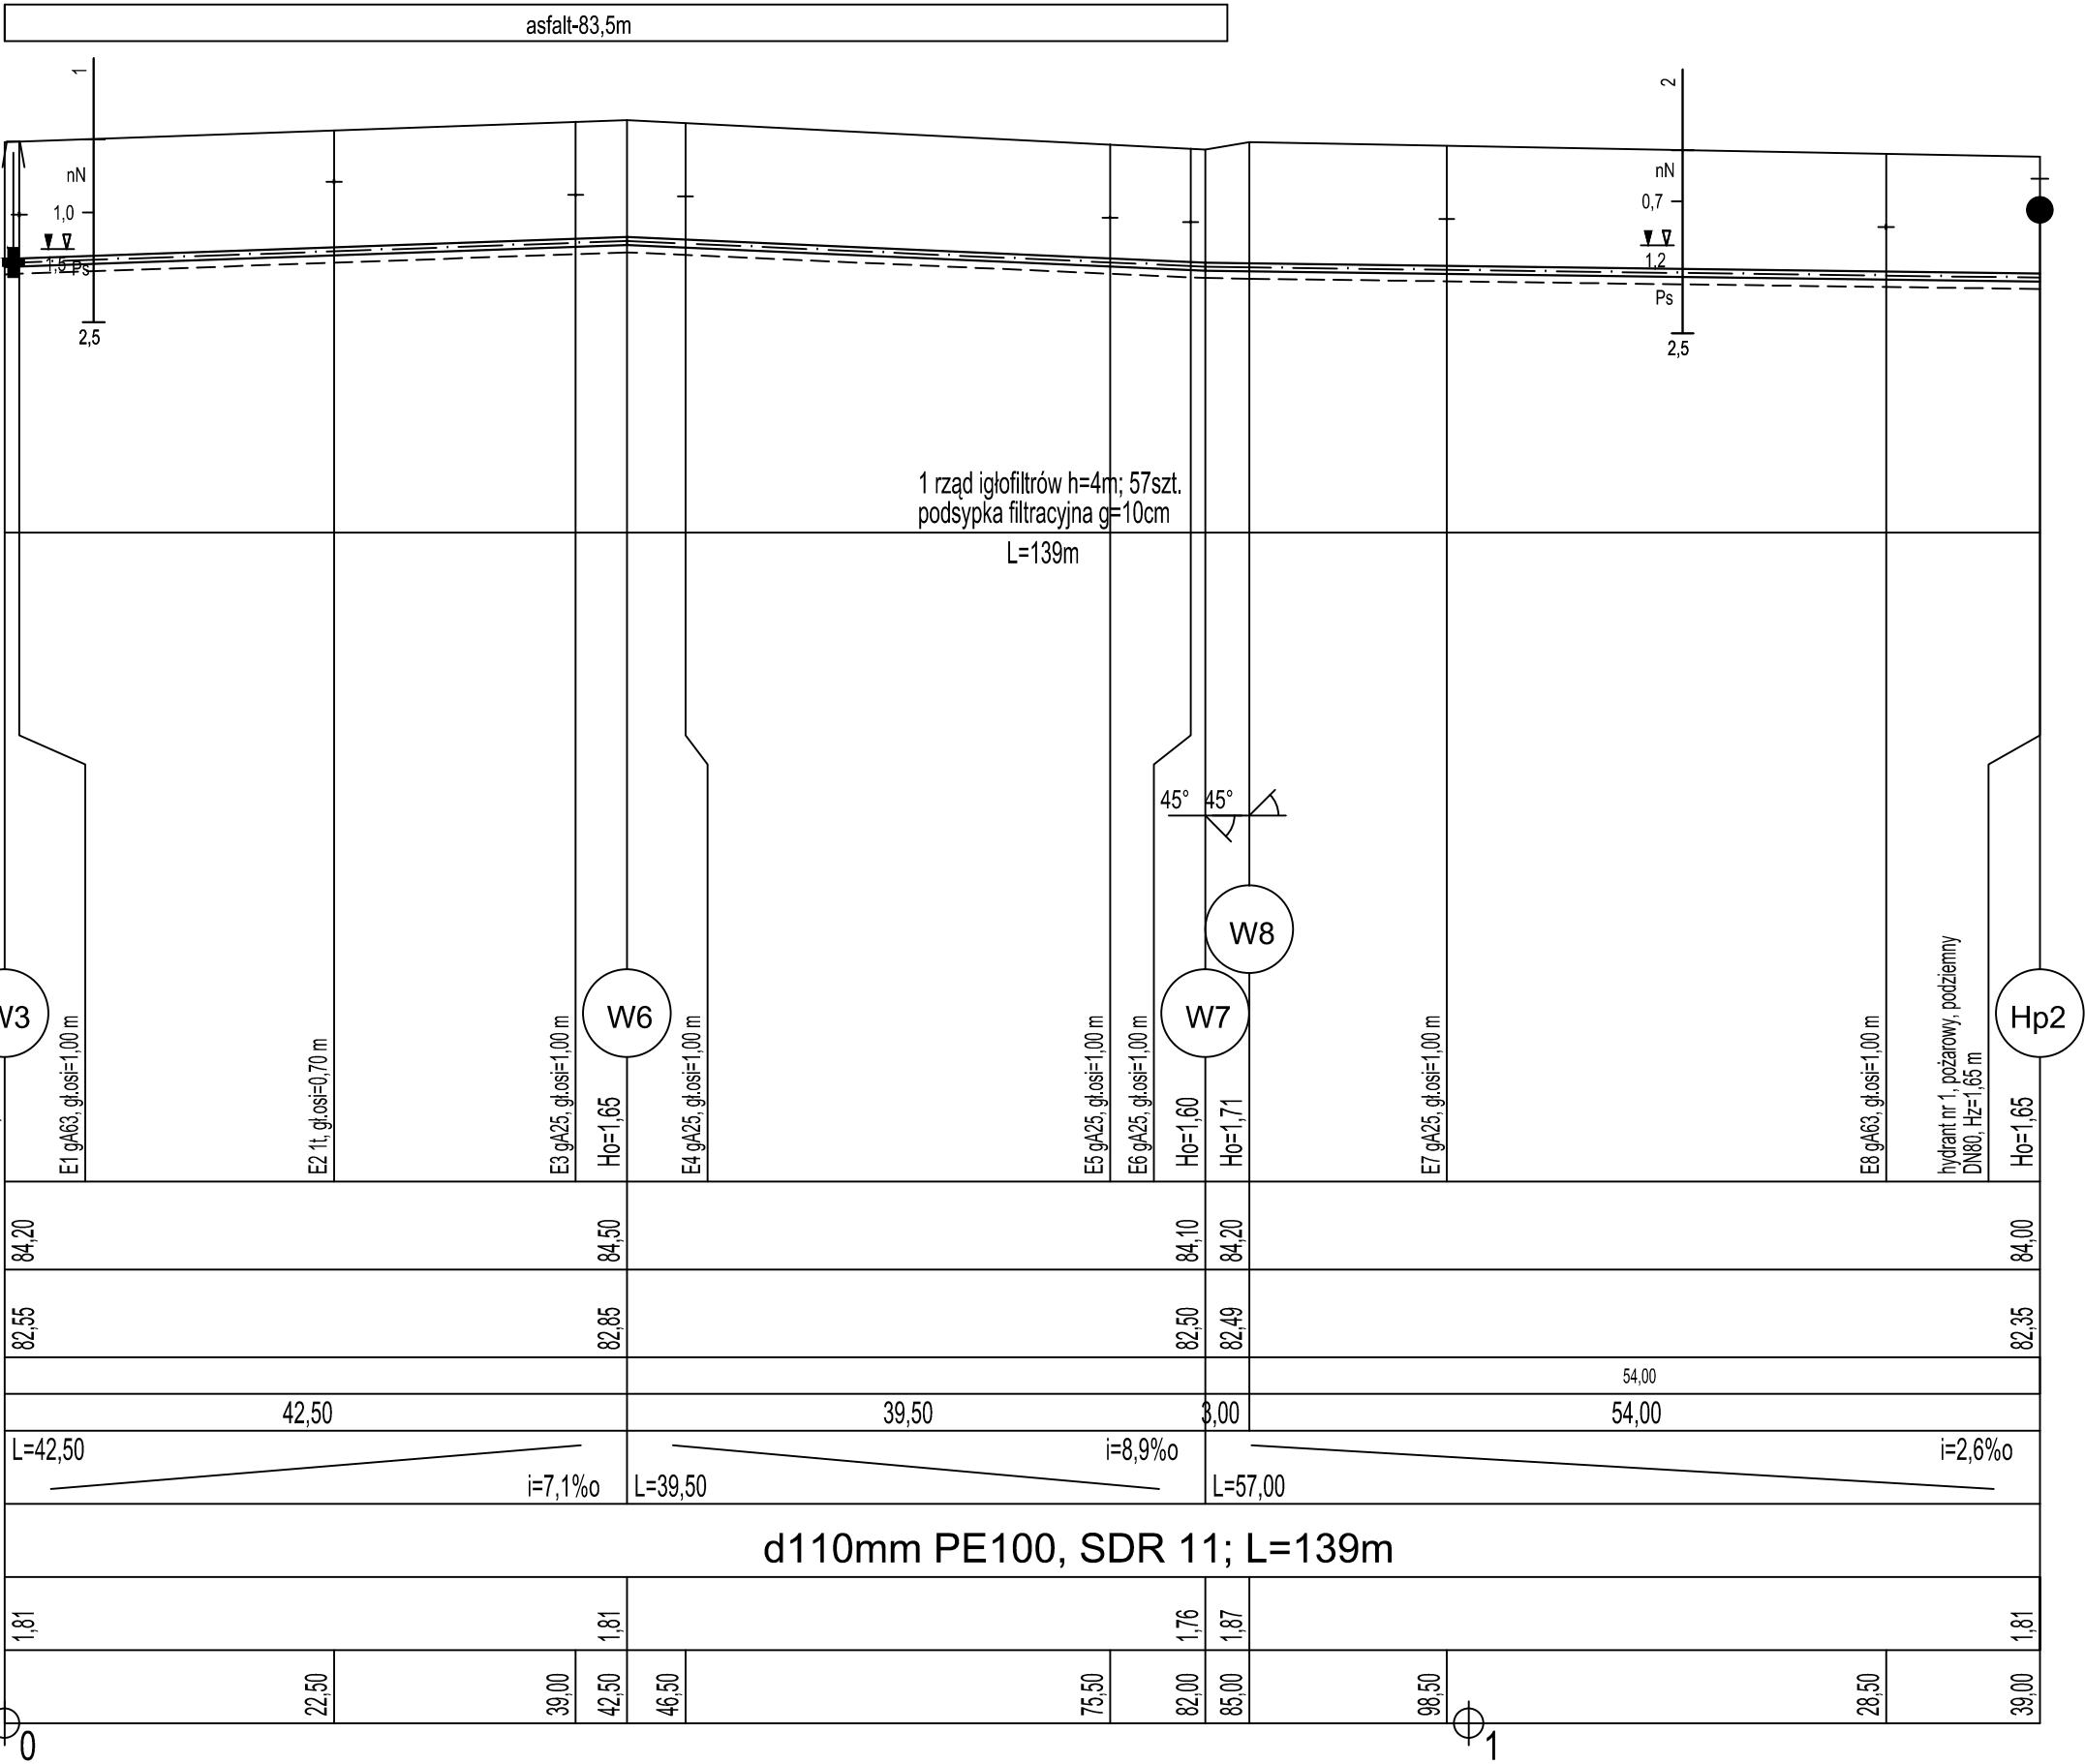 asfalt-83,5m
1
2
nN
1,0
1,5
Ps
2,5
nN
0,7
1,2
Ps
2,5
1 rząd igłofiltrów h=4m; 57szt.
podsypka filtracyjna g=10cm
L=139m
45°
45°
W8
W3
W6
W7
Hp2
E1 gA63, gł.osi=1,00 m
E2 1t, gł.osi=0,70 m
E3 gA25, gł.osi=1,00 m
Ho=1,65
E4 gA25, gł.osi=1,00 m
E5 gA25, gł.osi=1,00 m
E6 gA25, gł.osi=1,00 m
Ho=1,60
Ho=1,71
E7 gA25, gł.osi=1,00 m
E8 gA63, gł.osi=1,00 m
hydrant nr 1, pożarowy, podziemny
DN80, Hz=1,65 m
Ho=1,65
84,20
84,50
84,10
84,20
84,00
82,55
82,85
82,50
82,49
82,35
54,00
42,50
39,50
3,00
54,00
L=42,50
i=7,1%o
L=39,50
i=8,9%o
L=57,00
i=2,6%o
d110mm PE100, SDR 11; L=139m
1,81
1,81
1,76
1,87
1,81
22,50
39,00
42,50
46,50
75,50
82,00
85,00
98,50
28,50
39,00
0
1